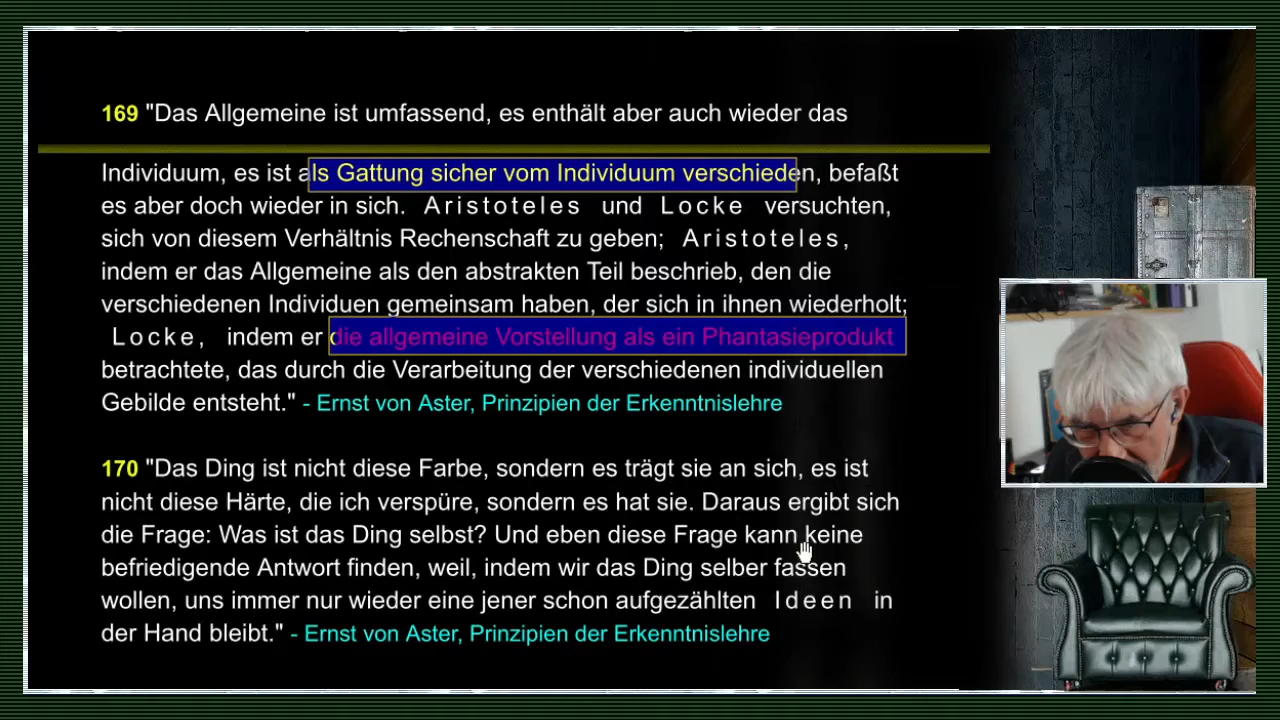 169 "Das Allgemeine ist umfassend, es enthält aber auch wieder das
Individuum, es ist als Gattung sicher vom Individuum verschieden, befaßt
es aber doch wieder in sich. Aristoteles und Locke versuchten,
sich von diesem Verhältnis Rechenschaft zu geben; Aristoteles,
indem er das Allgemeine als den abstrakten Teil beschrieb, den die
verschiedenen Individuen gemeinsam haben, der sich in ihnen wiederholt;
Locke, indem er die allgemeine Vorstellung als ein Phantasieprodukt
betrachtete, das durch die Verarbeitung der verschiedenen individuellen
Gebilde entsteht." - Ernst von Aster, Prinzipien der Erkenntnislehre
170 "Das Ding ist nicht diese Farbe, sondern es trägt sie an sich, es ist
nicht diese Härte, die ich verspüre, sondern es hat sie. Daraus ergibt sich
die Frage: Was ist das Ding selbst? Und eben diese Frage kann keine
befriedigende Antwort finden, weil, indem wir das Ding selber fassen
wollen, uns immer nur wieder eine jener schon aufgezählten Ideen in
der Hand bleibt." - Ernst von Aster, Prinzipien der Erkenntnislehre